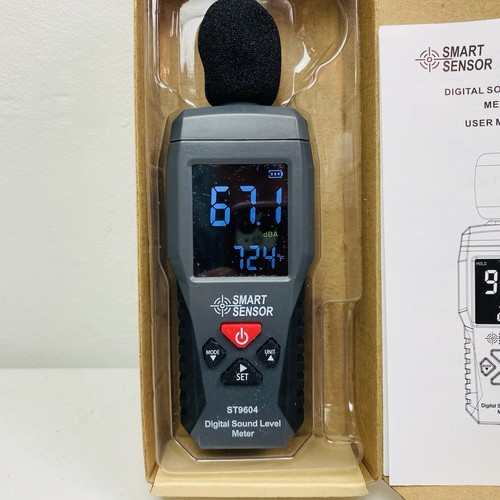 67.1
dBA
72.4°F
SMART
SENSOR
MODE
UNIT
SET
ST9604
Digital Sound Level
Meter
SMART
SENSOR
DIGITAL SO
ME
USER M
HOLD
9
Digital S
M